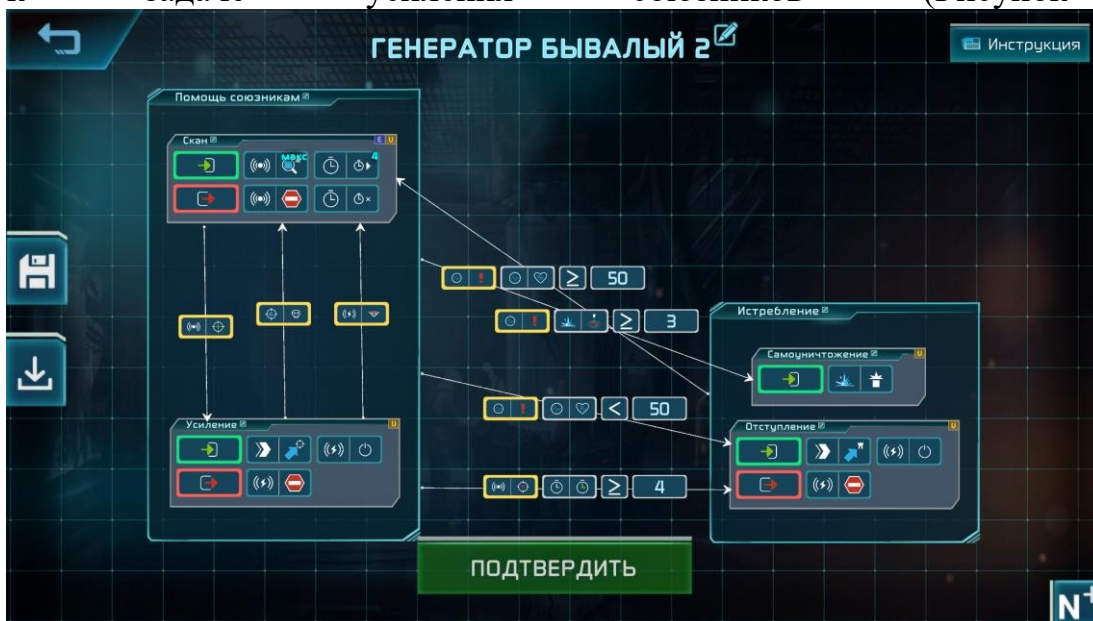 ГЕНЕРАТОР БЫВАЛЫЙ 2
Инструкция
Помощь союзникам
Скан
E U
макс
4
≥ 50
≥ 3
Истребление
Самоуничтожение
U
< 50
Усиление
U
Отступление
U
≥ 4
ПОДТВЕРДИТЬ
N+